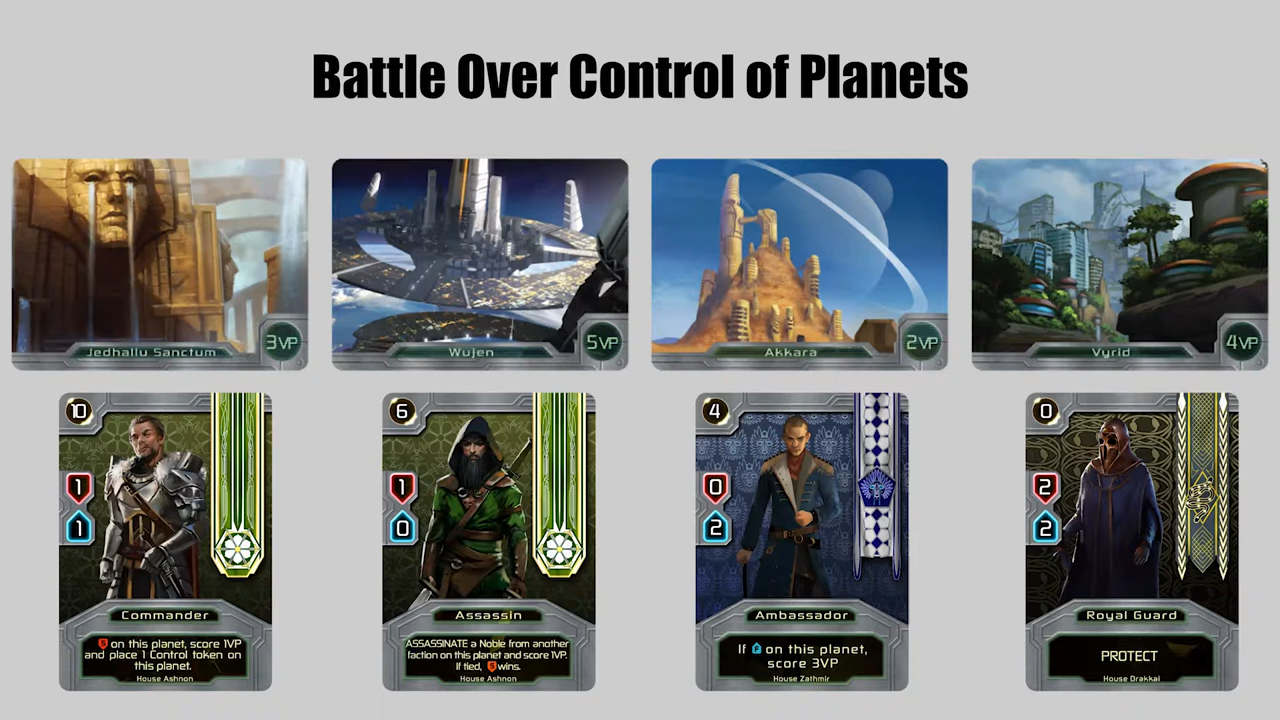 Battle Over Control of Planets
Jedhallu Sanctum
3VP
Wujen
5VP
Akkara
2VP
Vyrid
4VP
10
1
1
Commander
S on this planet, score 1VP
and place 1 Control token on
this planet.
House Ashnon
6
1
0
Assassin
ASSASSINATE a Noble from another
faction on this planet and score 1VP.
If tied, S wins.
House Ashnon
4
0
2
Ambassador
If P on this planet,
score 3VP
House Zathmir
0
2
2
Royal Guard
PROTECT
House Drakkai